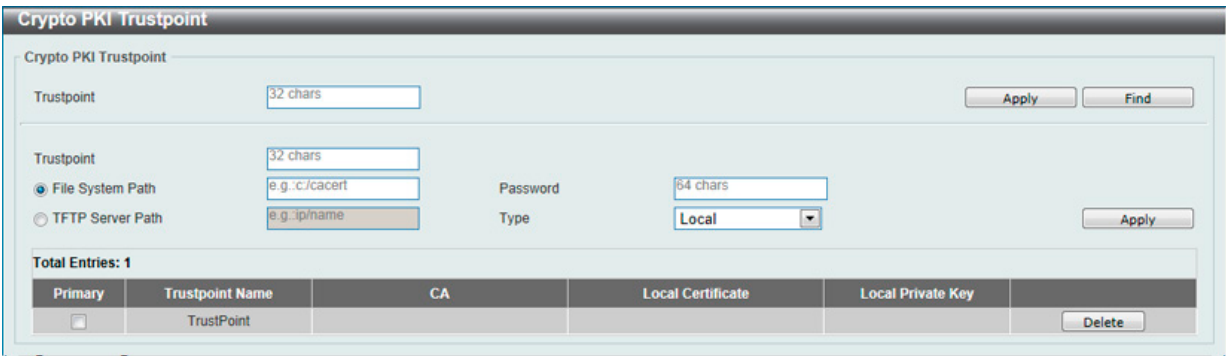 Crypto PKI Trustpoint
Crypto PKI Trustpoint
Trustpoint 32 chars Apply Find
Trustpoint 32 chars
File System Path e.g.:c:/cacert Password 64 chars
TFTP Server Path e.g.:ip/name Type Local Apply
Total Entries: 1
Primary Trustpoint Name CA Local Certificate Local Private Key
TrustPoint Delete